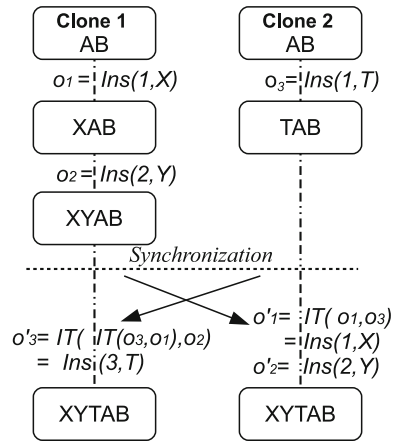 Clone 1
AB
Clone 2
AB
o₁ = Ins(1,X)
o₃ = Ins(1,T)
XAB
TAB
o₂ = Ins(2,Y)
XYAB
Synchronization
o'₃= IT( IT(o₃,o₁),o₂)
= Ins(3,T)
o'₁= IT( o₁,o₃)
= Ins(1,X)
o'₂= Ins(2,Y)
XYTAB
XYTAB